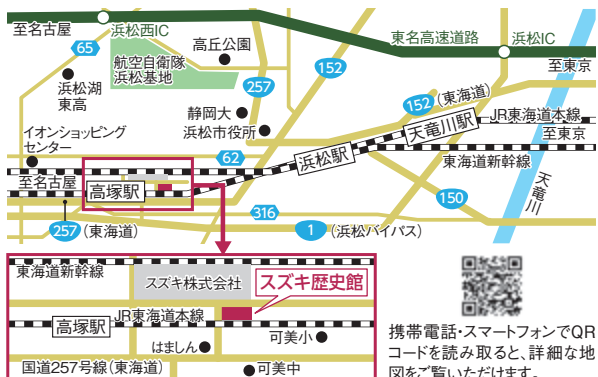 至名古屋
浜松西IC
65
高丘公園
東名高速道路
浜松IC
航空自衛隊
浜松基地
152
257
至東京
浜松湖
東高
静岡大
152
(東海道)
浜松市役所
天竜川駅
JR東海道本線
至東京
イオンショッピング
センター
62
浜松駅
東海道新幹線
至名古屋
高塚駅
150
天竜川
316
257
(東海道)
1
(浜松バイパス)
東海道新幹線
スズキ株式会社
スズキ歴史館
JR東海道本線
高塚駅
はましん
可美小
国道257号線(東海道)
可美中
携帯電話・スマートフォンでQR
コードを読み取ると、詳細な地
図をご覧いただけます。